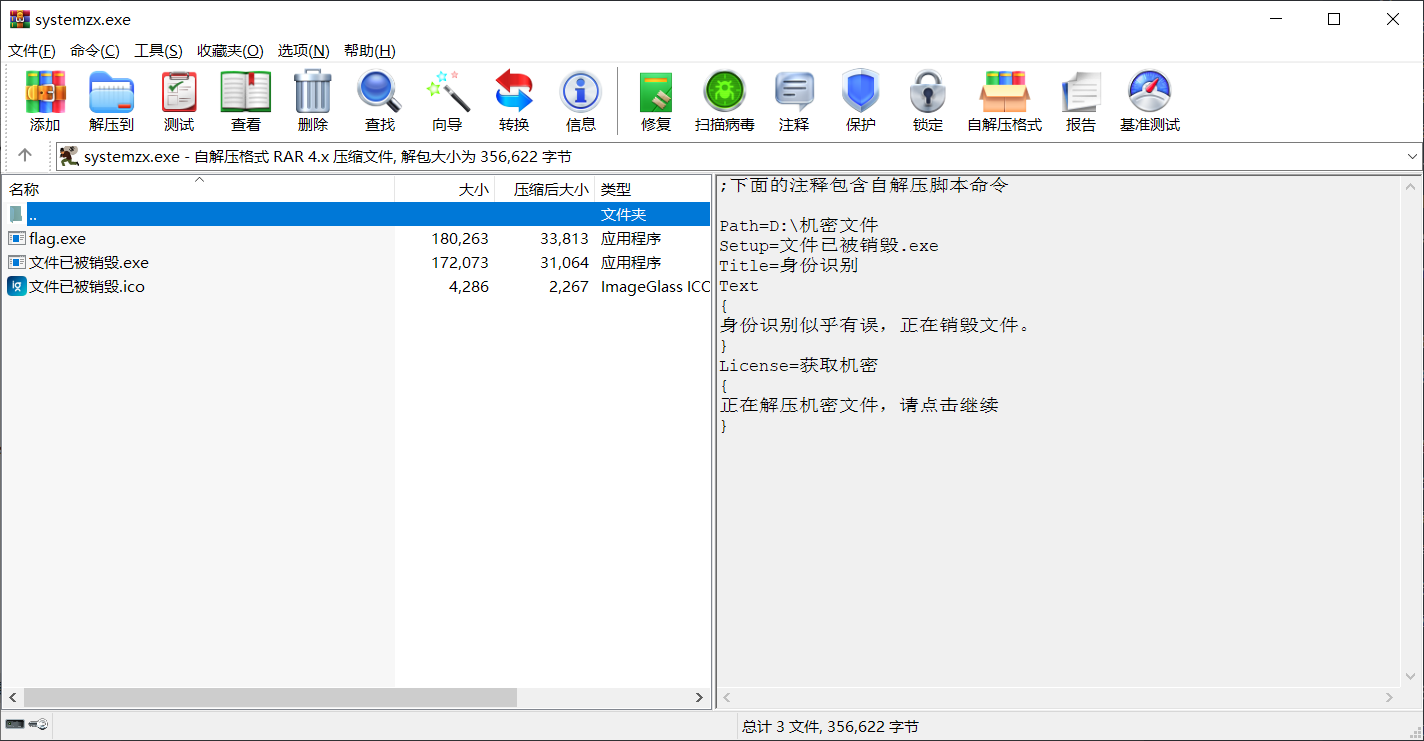 systemzx.exe
文件(F) 命令(C) 工具(S) 收藏夹(O) 选项(N) 帮助(H)
添加 解压到 测试 查看 删除 查找 向导 转换 信息 修复 扫描病毒 注释 保护 锁定 自解压格式 报告 基准测试
systemzx.exe - 自解压格式 RAR 4.x 压缩文件, 解包大小为 356,622 字节
名称 大小 压缩后大小 类型
.. 文件夹
flag.exe 180,263 33,813 应用程序
文件已被销毁.exe 172,073 31,064 应用程序
文件已被销毁.ico 4,286 2,267 ImageGlass ICO
;下面的注释包含自解压脚本命令
Path=D:\机密文件
Setup=文件已被销毁.exe
Title=身份识别
Text
{
身份识别似乎有误，正在销毁文件。
}
License=获取机密
{
正在解压机密文件，请点击继续
}
总计 3 文件, 356,622 字节